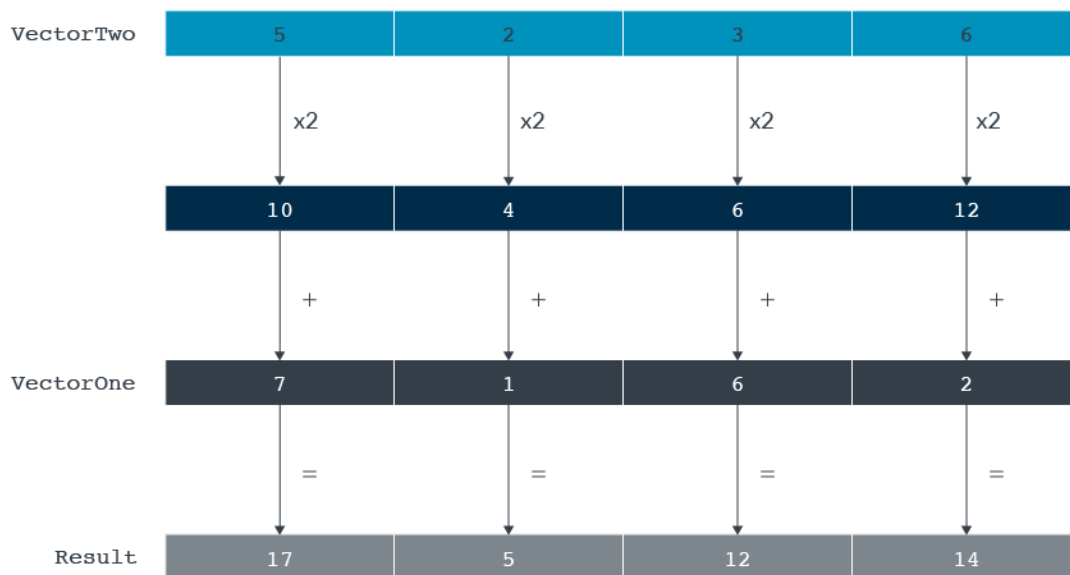 VectorTwo 5 2 3 6
x2 x2 x2 x2
10 4 6 12
+ + + +
VectorOne 7 1 6 2
= = = =
Result 17 5 12 14